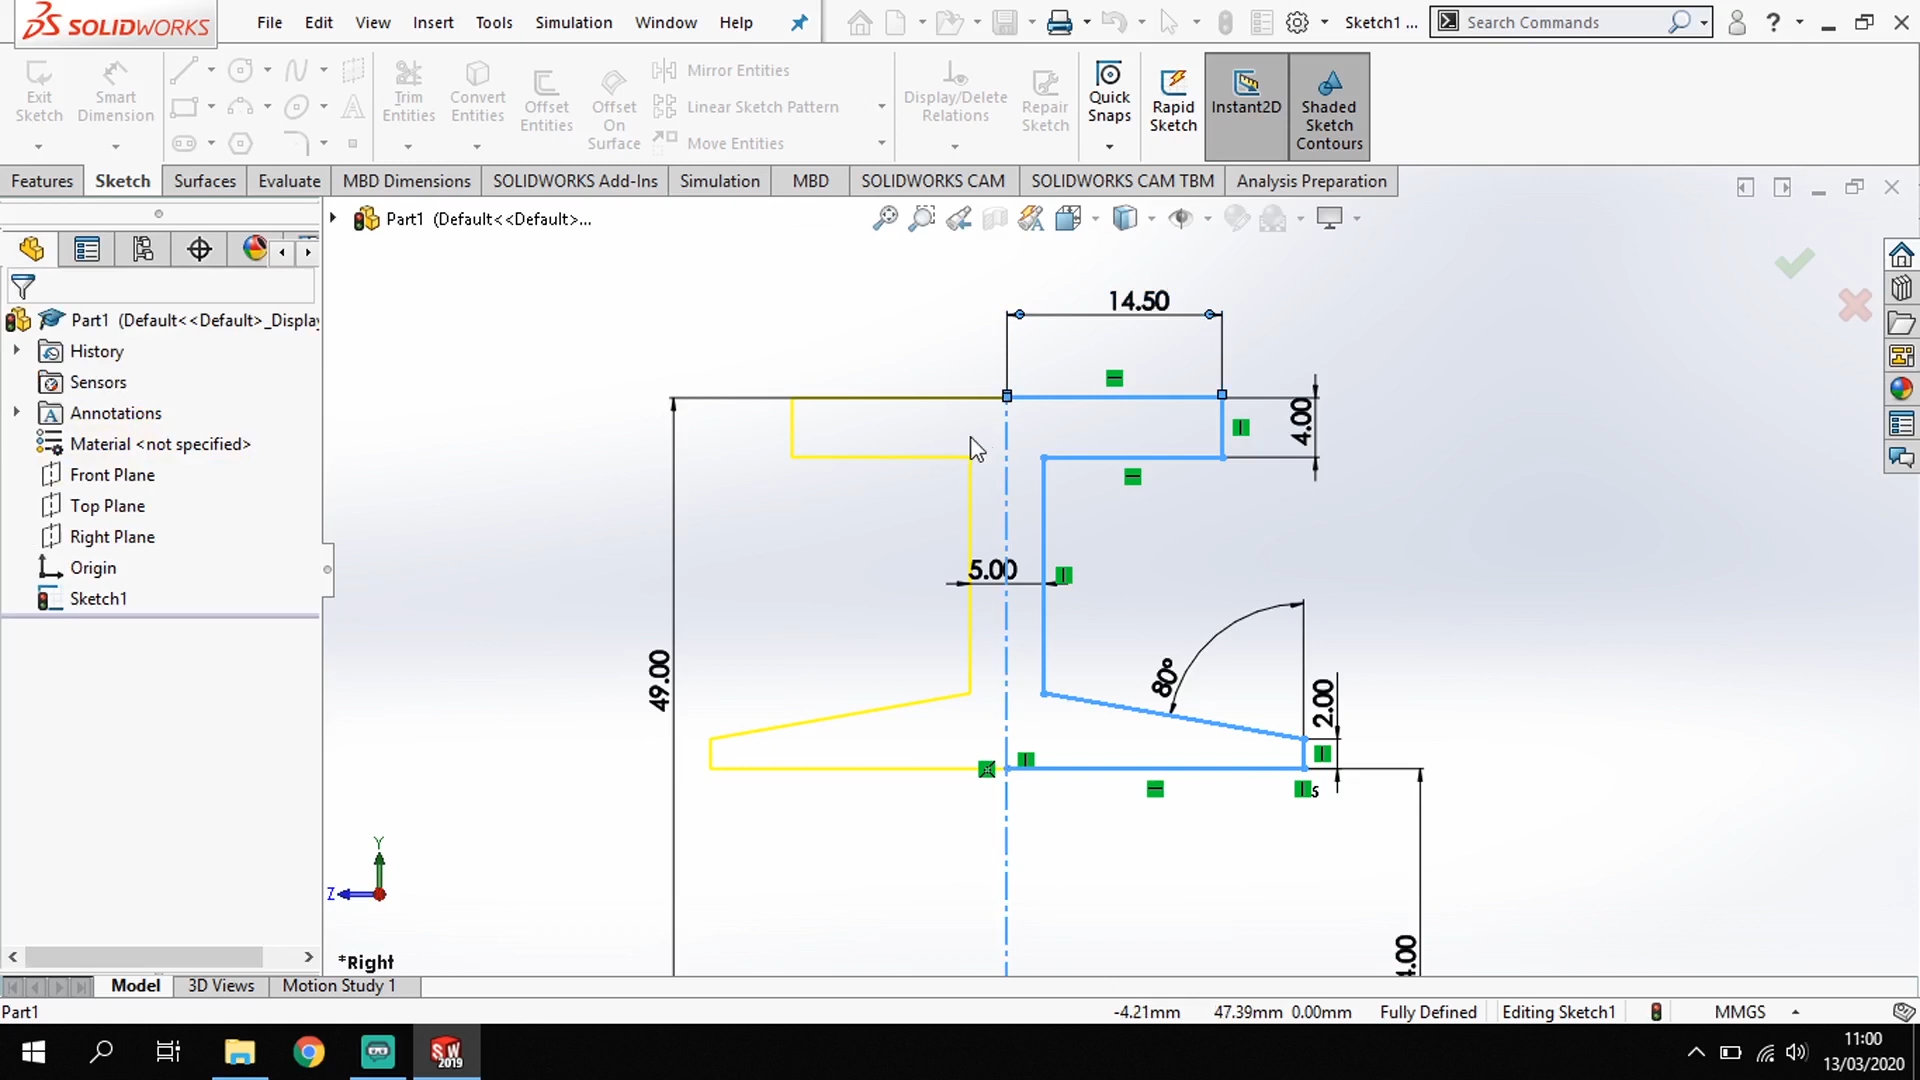 SOLIDWORKS File Edit View Insert Tools Simulation Window Help Sketch1 ... Search Commands ?
Exit Sketch
Smart Dimension
Trim Entities
Convert Entities
Offset Entities
Offset On Surface
Mirror Entities
Linear Sketch Pattern
Move Entities
Display/Delete Relations
Repair Sketch
Quick Snaps
Rapid Sketch
Instant2D
Shaded Sketch Contours
Features Sketch Surfaces Evaluate MBD Dimensions SOLIDWORKS Add-Ins Simulation MBD SOLIDWORKS CAM SOLIDWORKS CAM TBM Analysis Preparation
Part1 (Default<<Default>...
Part1 (Default<<Default>_Display
History
Sensors
Annotations
Material <not specified>
Front Plane
Top Plane
Right Plane
Origin
Sketch1
14.50
4.00
5.00
49.00
80°
2.00
5
Y
Z
*Right
Model 3D Views Motion Study 1
Part1 -4.21mm 47.39mm 0.00mm Fully Defined Editing Sketch1 MMGS
SW 2019
11:00
13/03/2020